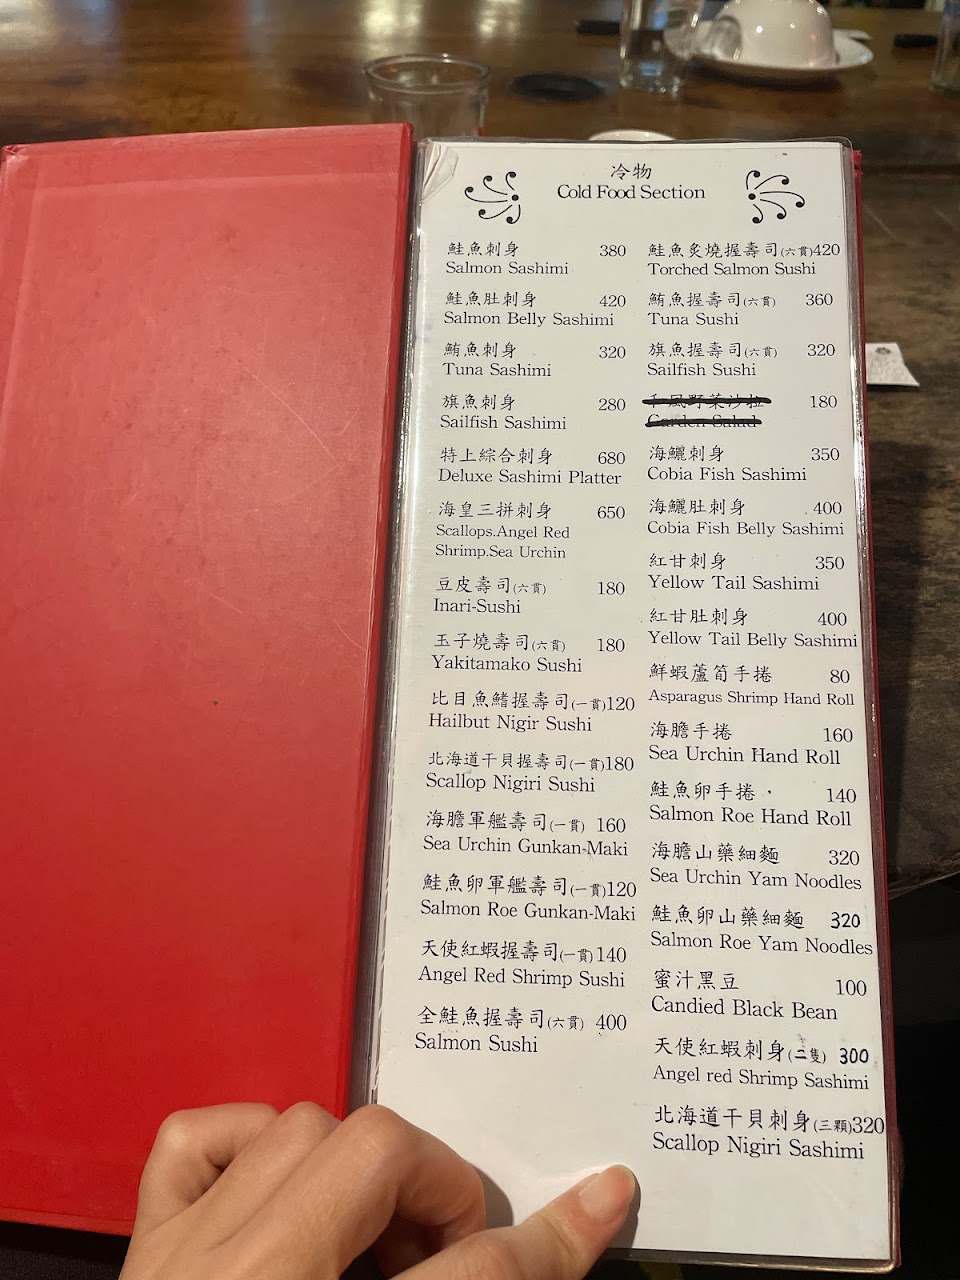 冷物
Cold Food Section
鮭魚刺身 380
Salmon Sashimi
鮭魚肚刺身 420
Salmon Belly Sashimi
鮪魚刺身 320
Tuna Sashimi
旗魚刺身 280
Sailfish Sashimi
特上綜合刺身 680
Deluxe Sashimi Platter
海皇三拼刺身 650
Scallops.Angel Red
Shrimp.Sea Urchin
豆皮壽司(六貫) 180
Inari-Sushi
玉子燒壽司(六貫) 180
Yakitamako Sushi
比目魚鰭握壽司(一貫)120
Hailbut Nigir Sushi
北海道干貝握壽司(一貫)180
Scallop Nigiri Sushi
海膽軍艦壽司(一貫) 160
Sea Urchin Gunkan-Maki
鮭魚卵軍艦壽司(一貫)120
Salmon Roe Gunkan-Maki
天使紅蝦握壽司(一貫)140
Angel Red Shrimp Sushi
全鮭魚握壽司(六貫) 400
Salmon Sushi
鮭魚炙燒握壽司(六貫)420
Torched Salmon Sushi
鮪魚握壽司(六貫) 360
Tuna Sushi
旗魚握壽司(六貫) 320
Sailfish Sushi
和風野菜沙拉 180
Garden Salad
海鱺刺身 350
Cobia Fish Sashimi
海鱺肚刺身 400
Cobia Fish Belly Sashimi
紅甘刺身 350
Yellow Tail Sashimi
紅甘肚刺身 400
Yellow Tail Belly Sashimi
鮮蝦蘆筍手捲 80
Asparagus Shrimp Hand Roll
海膽手捲 160
Sea Urchin Hand Roll
鮭魚卵手捲 140
Salmon Roe Hand Roll
海膽山藥細麵 320
Sea Urchin Yam Noodles
鮭魚卵山藥細麵 320
Salmon Roe Yam Noodles
蜜汁黑豆 100
Candied Black Bean
天使紅蝦刺身(二隻) 300
Angel red Shrimp Sashimi
北海道干貝刺身(三顆)320
Scallop Nigiri Sashimi